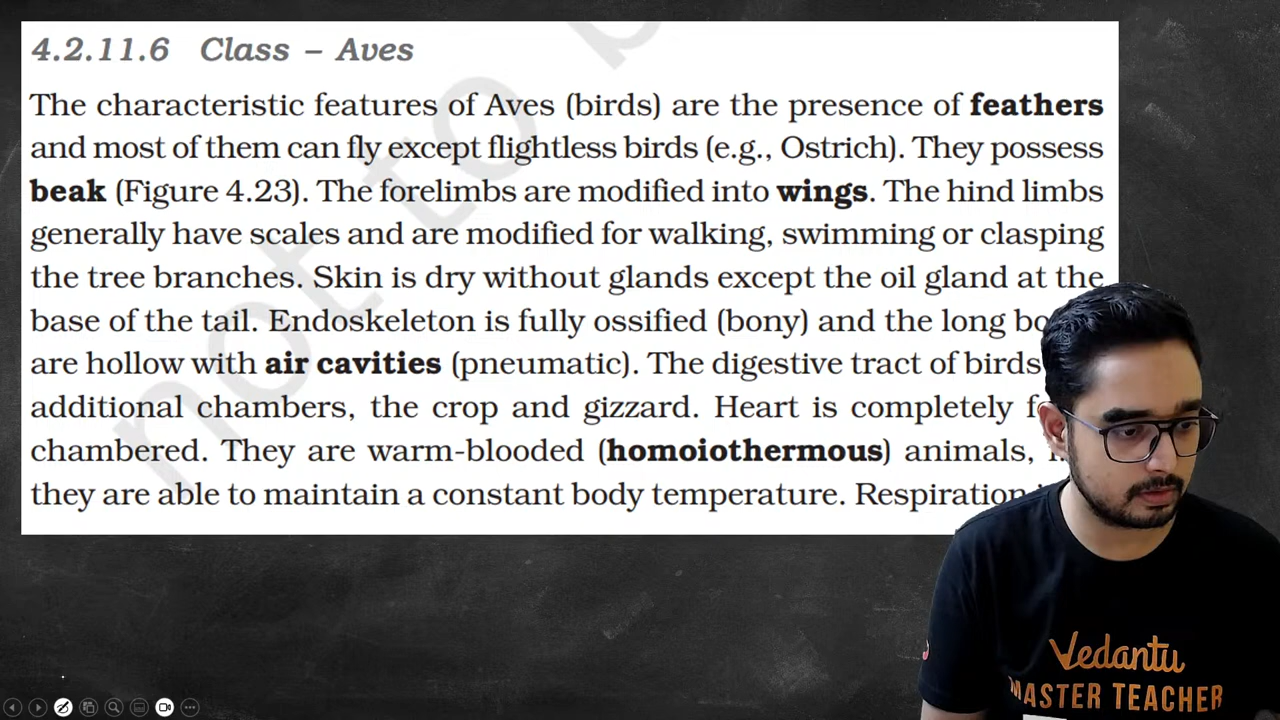 4.2.11.6 Class – Aves
The characteristic features of Aves (birds) are the presence of feathers
and most of them can fly except flightless birds (e.g., Ostrich). They possess
beak (Figure 4.23). The forelimbs are modified into wings. The hind limbs
generally have scales and are modified for walking, swimming or clasping
the tree branches. Skin is dry without glands except the oil gland at the
base of the tail. Endoskeleton is fully ossified (bony) and the long
are hollow with air cavities (pneumatic). The digestive tract of birds
additional chambers, the crop and gizzard. Heart is completely
chambered. They are warm-blooded (homoiothermous) animals,
they are able to maintain a constant body temperature. Respiration
not to
Vedantu
MASTER TEACHER